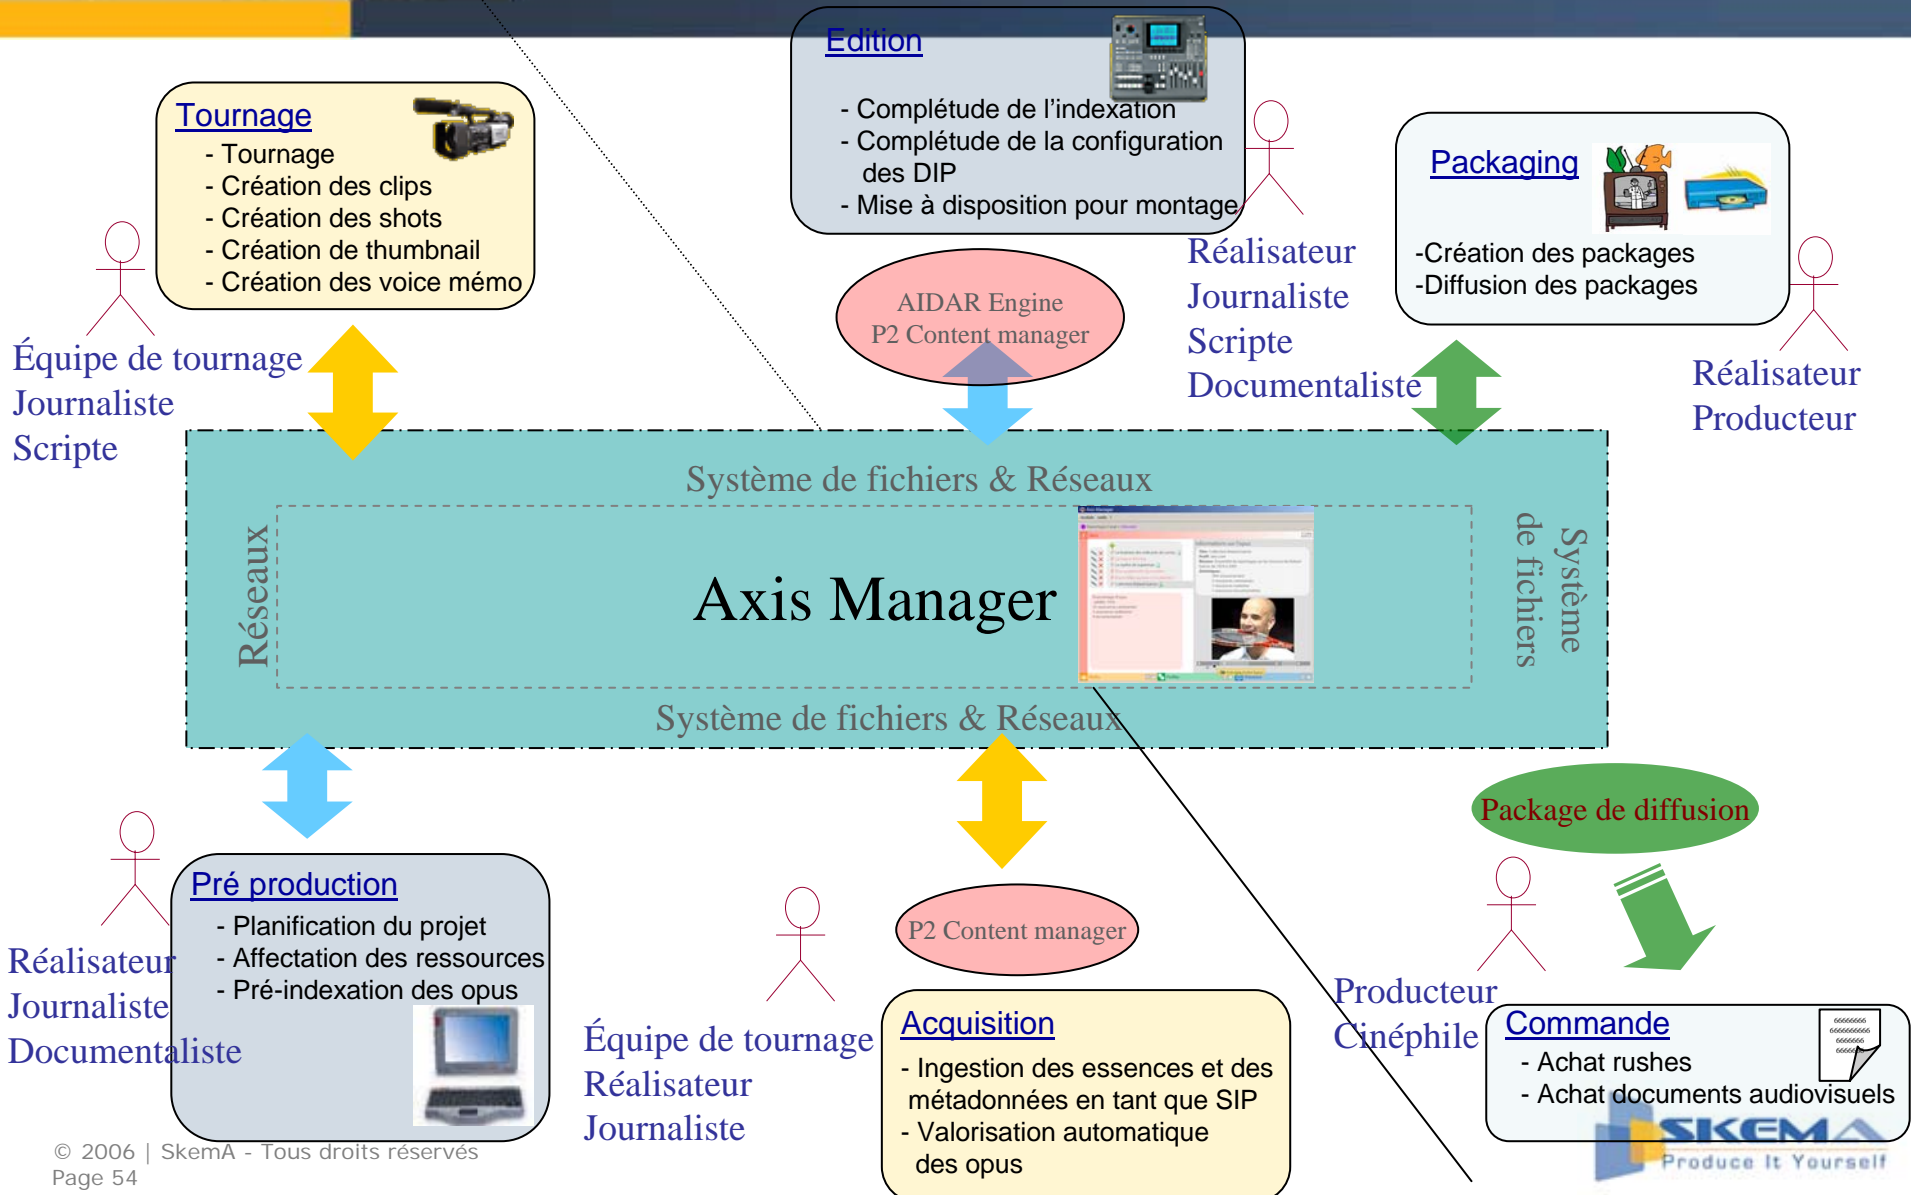 Edition
- Complétude de l'indexation
- Complétude de la configuration
des DIP
- Mise à disposition pour montage
Tournage
- Tournage
- Création des clips
- Création des shots
- Création de thumbnail
- Création des voice mémo
Packaging
-Création des packages
-Diffusion des packages
Équipe de tournage
Journaliste
Scripte
AIDAR Engine
P2 Content manager
Réalisateur
Journaliste
Scripte
Documentaliste
Réalisateur
Producteur
Système de fichiers & Réseaux
Réseaux
Axis Manager
Système
de fichiers
Système de fichiers & Réseaux
Package de diffusion
Pré production
- Planification du projet
- Affectation des ressources
- Pré-indexation des opus
Réalisateur
Journaliste
Documentaliste
P2 Content manager
Équipe de tournage
Réalisateur
Journaliste
Acquisition
- Ingestion des essences et des
métadonnées en tant que SIP
- Valorisation automatique
des opus
Producteur
Cinéphile
Commande
- Achat rushes
- Achat documents audiovisuels
SKEMA
Produce It Yourself
© 2006 | SkemA - Tous droits réservés
Page 54